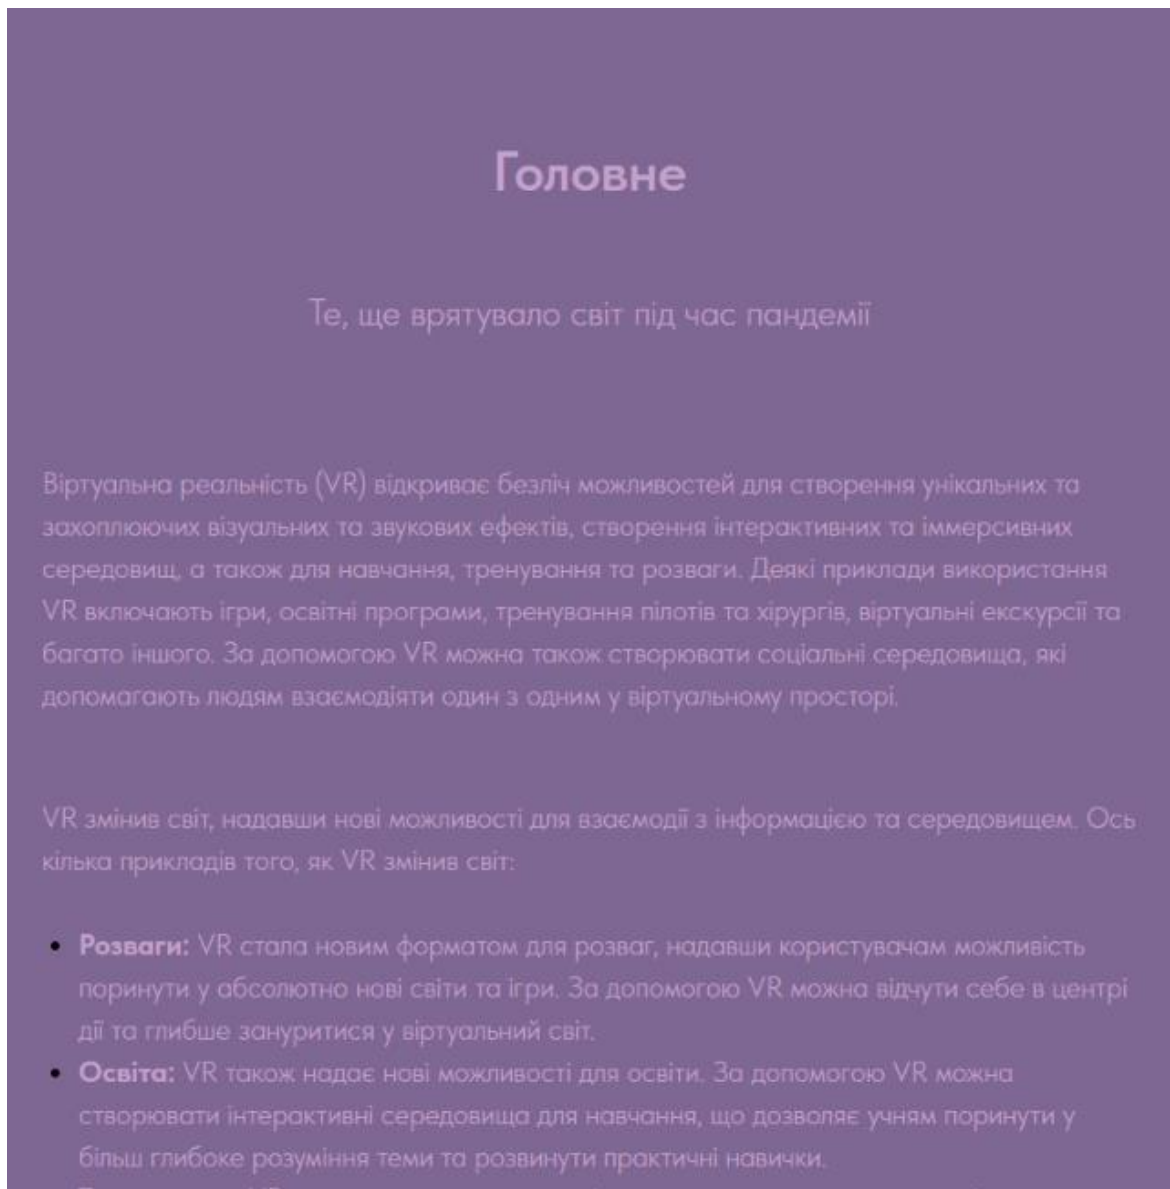 Головне
Те, ще врятувало світ під час пандемії
Віртуальна реальність (VR) відкриває безліч можливостей для створення унікальних та
захоплюючих візуальних та звукових ефектів, створення інтерактивних та іммерсивних
середовищ, а також для навчання, тренування та розваги. Деякі приклади використання
VR включають ігри, освітні програми, тренування пілотів та хірургів, віртуальні екскурсії та
багато іншого. За допомогою VR можна також створювати соціальні середовища, які
допомагають людям взаємодіяти один з одним у віртуальному просторі.
VR змінив світ, надавши нові можливості для взаємодії з інформацією та середовищем. Ось
кілька прикладів того, як VR змінив світ:
• Розваги: VR стала новим форматом для розваг, надавши користувачам можливість
поринути у абсолютно нові світи та ігри. За допомогою VR можна відчути себе в центрі
дії та глибше зануритися у віртуальний світ.
• Освіта: VR також надає нові можливості для освіти. За допомогою VR можна
створювати інтерактивні середовища для навчання, що дозволяє учням поринути у
більш глибоке розуміння теми та розвинути практичні навички.